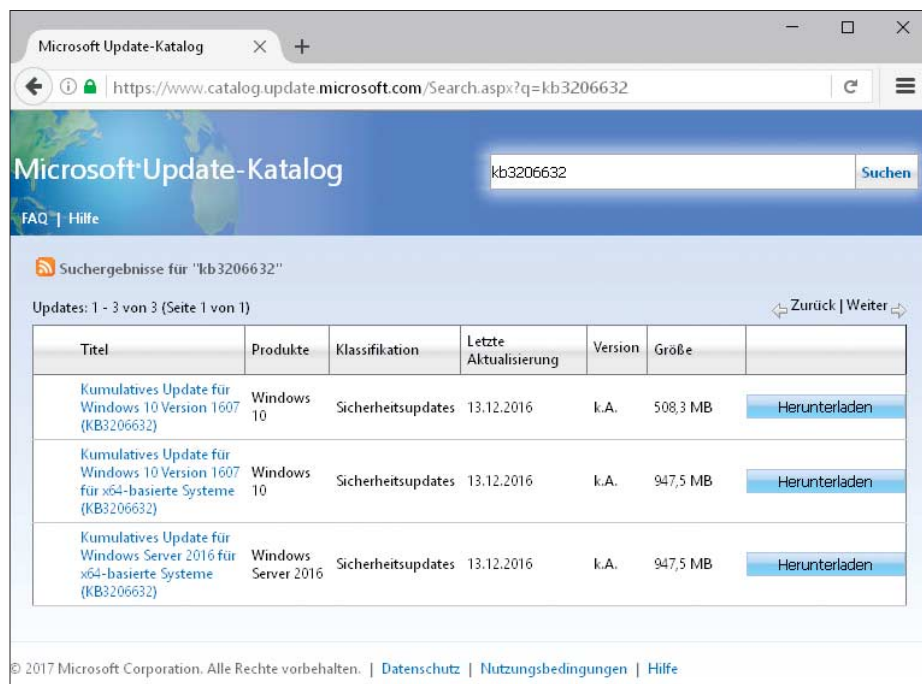 Microsoft Update-Katalog
https://www.catalog.update.microsoft.com/Search.aspx?q=kb3206632
Microsoft® Update-Katalog
kb3206632
Suchen
FAQ | Hilfe
Suchergebnisse für "kb3206632"
Updates: 1 - 3 von 3 (Seite 1 von 1)
Zurück | Weiter
Titel
Produkte
Klassifikation
Letzte
Aktualisierung
Version
Größe
Kumulatives Update für
Windows 10 Version 1607
(KB3206632)
Windows
10
Sicherheitsupdates
13.12.2016
k.A.
508,3 MB
Herunterladen
Kumulatives Update für
Windows 10 Version 1607
für x64-basierte Systeme
(KB3206632)
Windows
10
Sicherheitsupdates
13.12.2016
k.A.
947,5 MB
Herunterladen
Kumulatives Update für
Windows Server 2016 für
x64-basierte Systeme
(KB3206632)
Windows
Server 2016
Sicherheitsupdates
13.12.2016
k.A.
947,5 MB
Herunterladen
© 2017 Microsoft Corporation. Alle Rechte vorbehalten. | Datenschutz | Nutzungsbedingungen | Hilfe